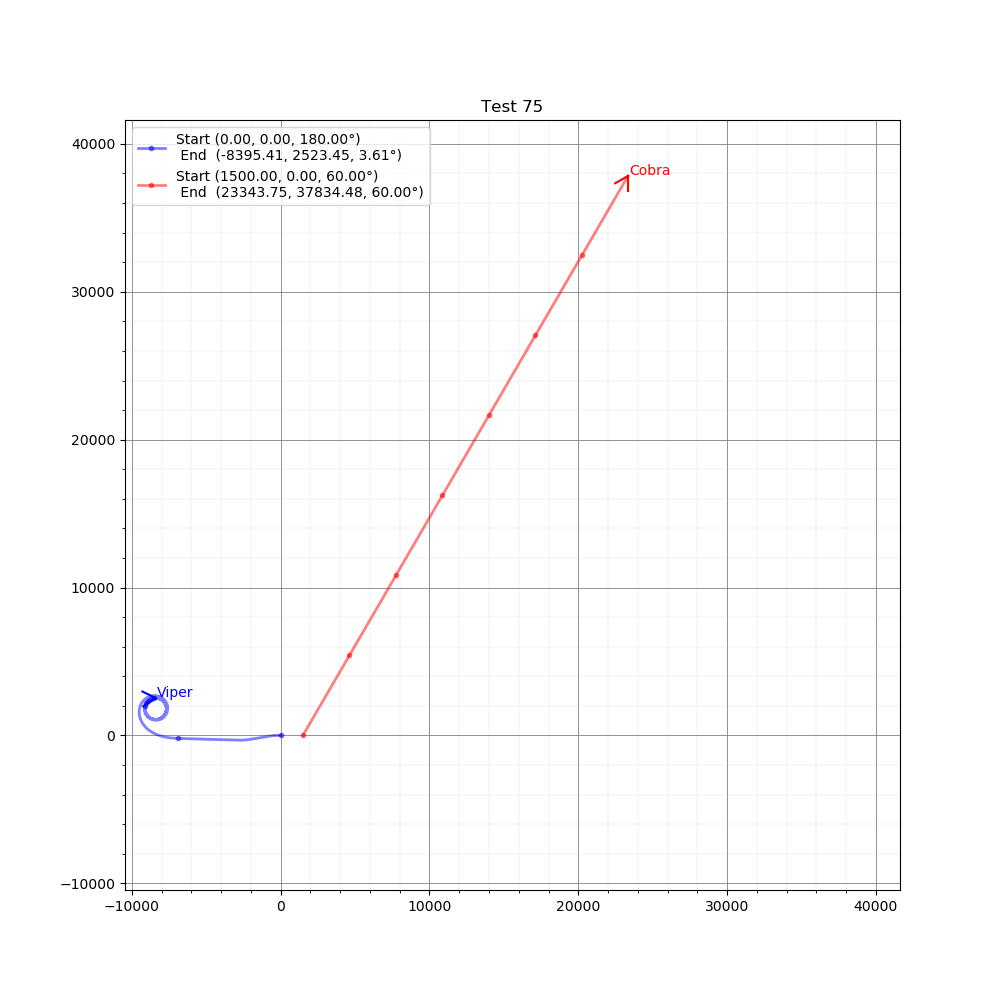 Test 75
Start (0.00, 0.00, 180.00°)
End  (-8395.41, 2523.45, 3.61°)
Start (1500.00, 0.00, 60.00°)
End  (23343.75, 37834.48, 60.00°)
Cobra
Viper
40000
30000
20000
10000
0
−10000
−10000 0 10000 20000 30000 40000